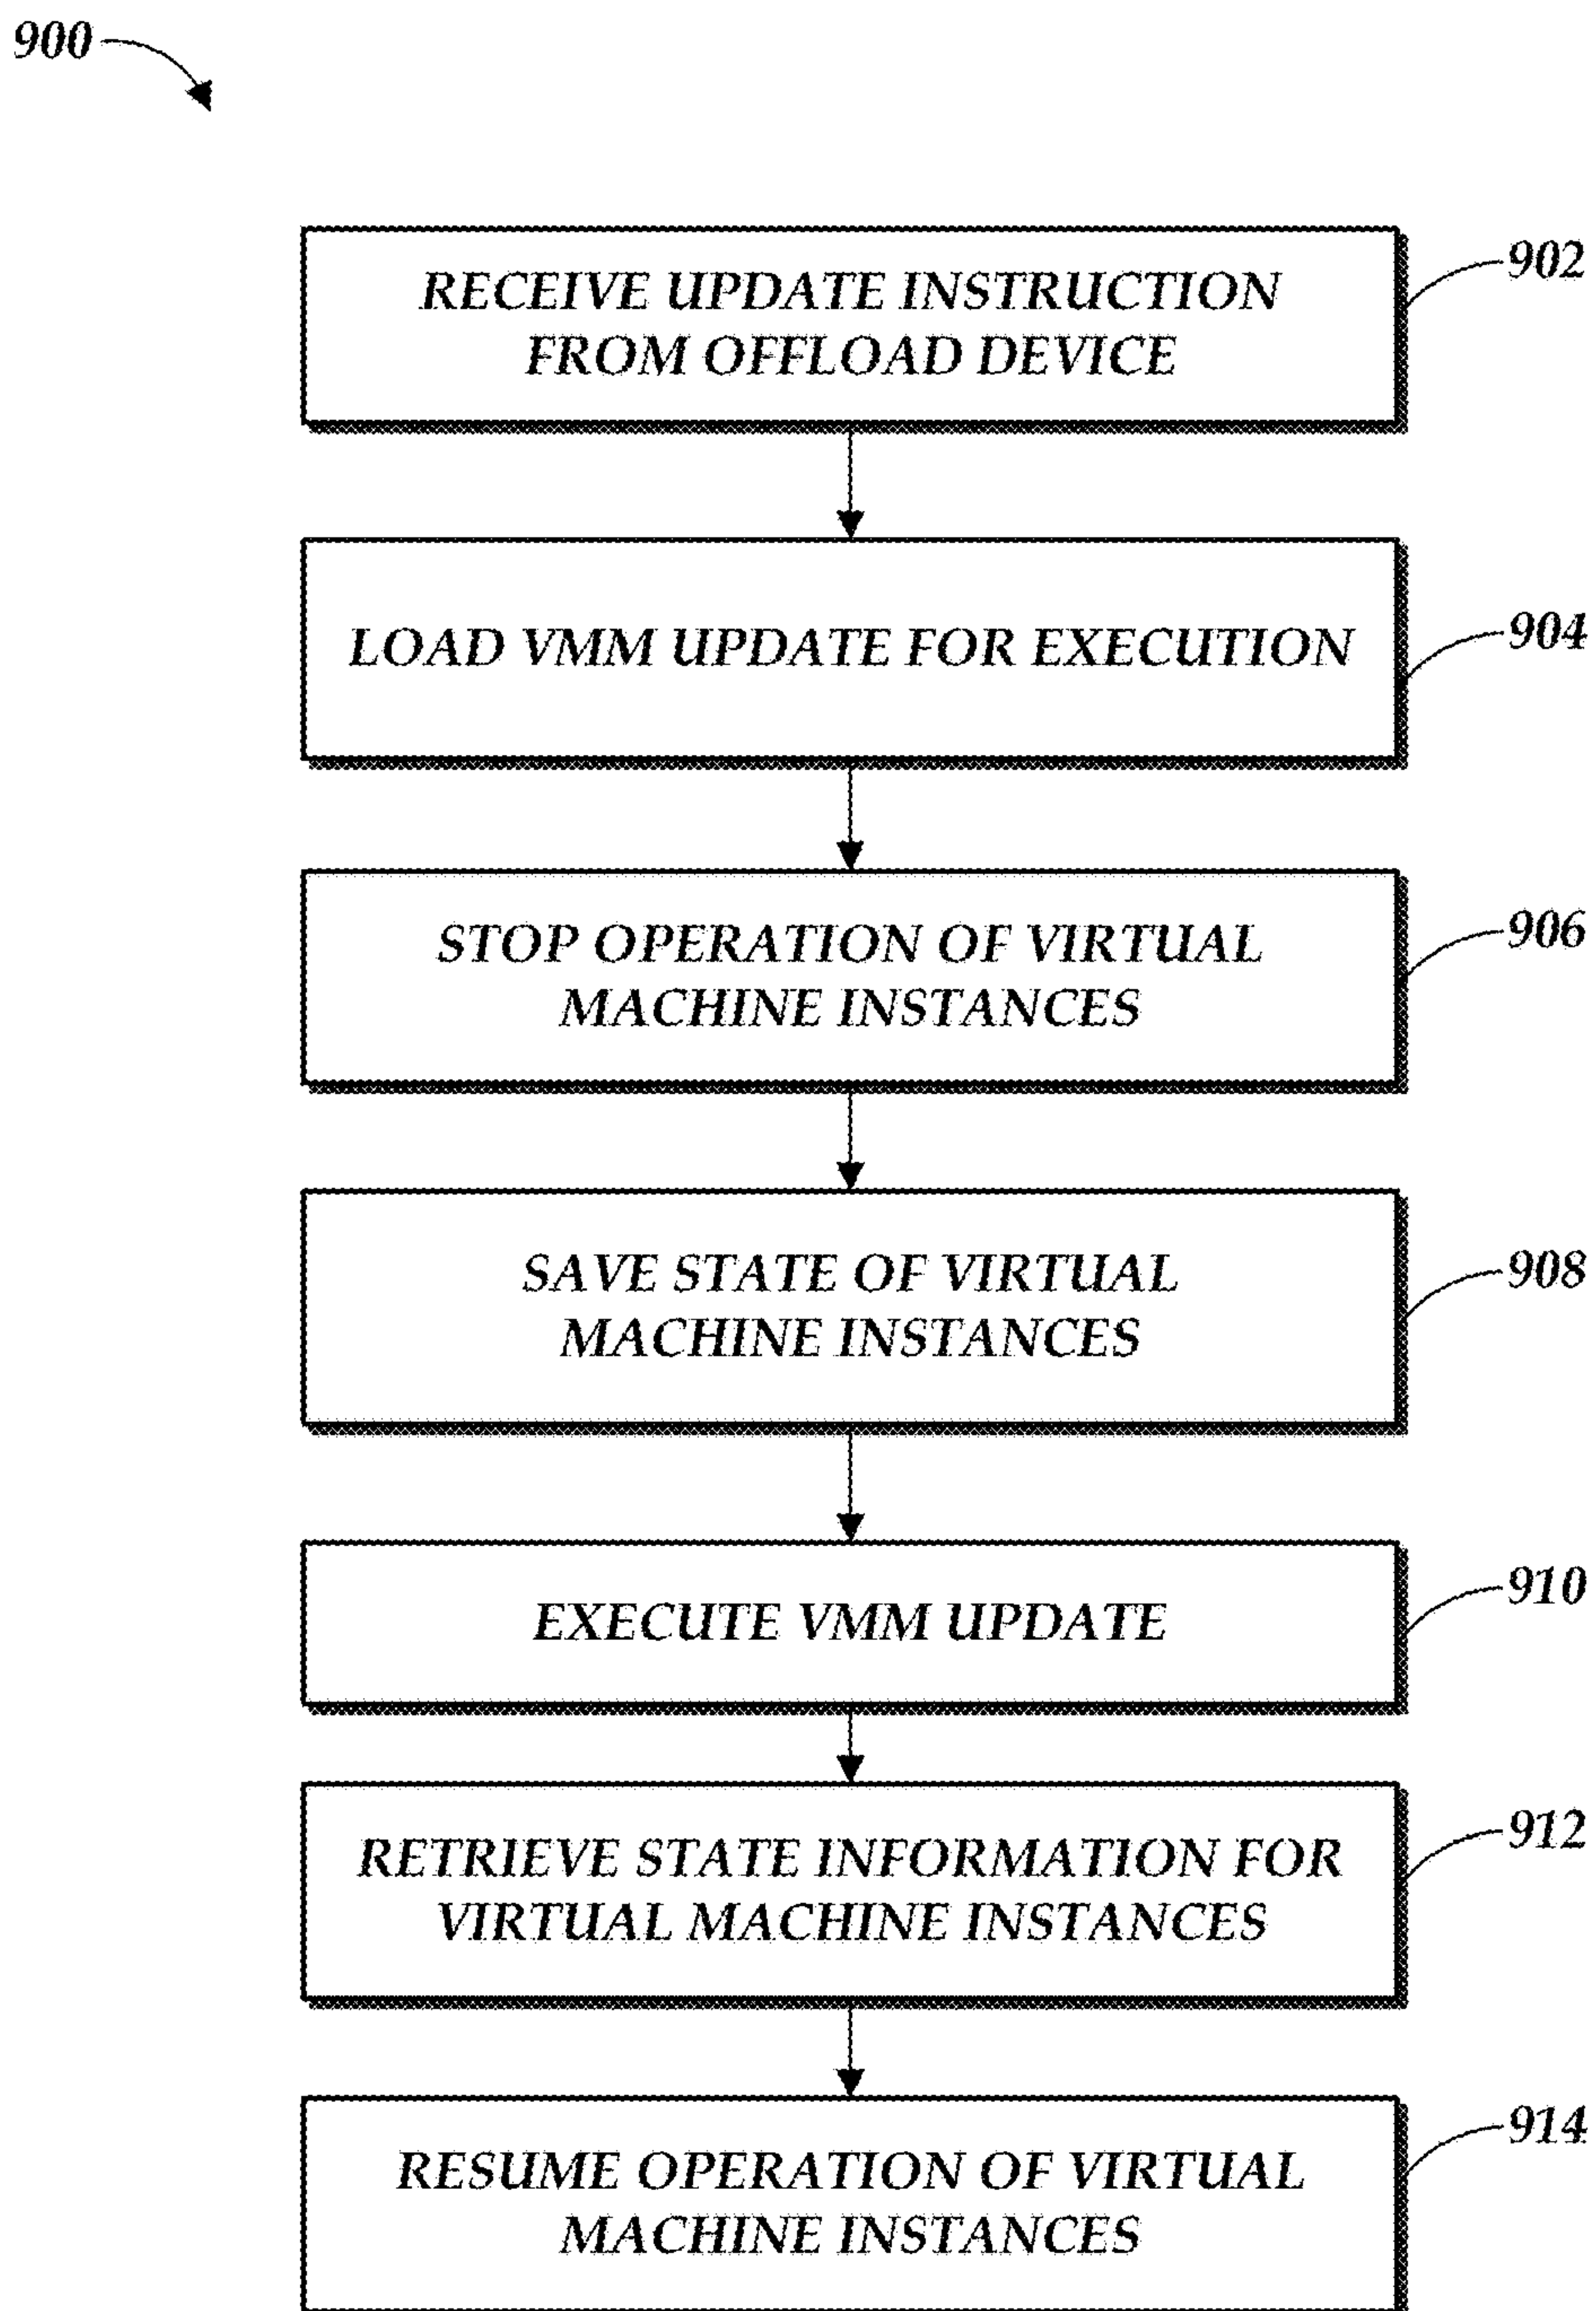 900
RECEIVE UPDATE INSTRUCTION
FROM OFFLOAD DEVICE
902
LOAD VMM UPDATE FOR EXECUTION
904
STOP OPERATION OF VIRTUAL
MACHINE INSTANCES
906
SAVE STATE OF VIRTUAL
MACHINE INSTANCES
908
EXECUTE VMM UPDATE
910
RETRIEVE STATE INFORMATION FOR
VIRTUAL MACHINE INSTANCES
912
RESUME OPERATION OF VIRTUAL
MACHINE INSTANCES
914